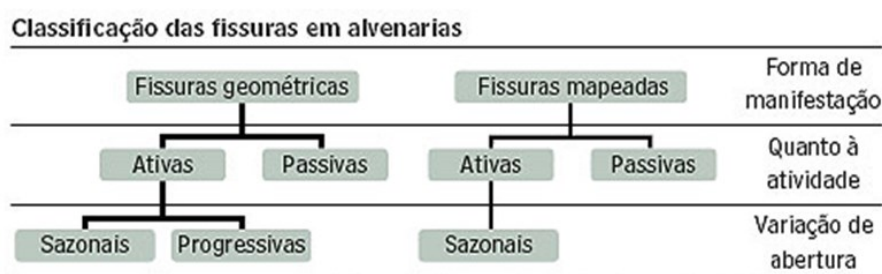 Classificação das fissuras em alvenarias
Fissuras geométricas
Fissuras mapeadas
Forma de
manifestação
Ativas
Passivas
Ativas
Passivas
Quanto à
atividade
Sazonais
Progressivas
Sazonais
Variação de
abertura